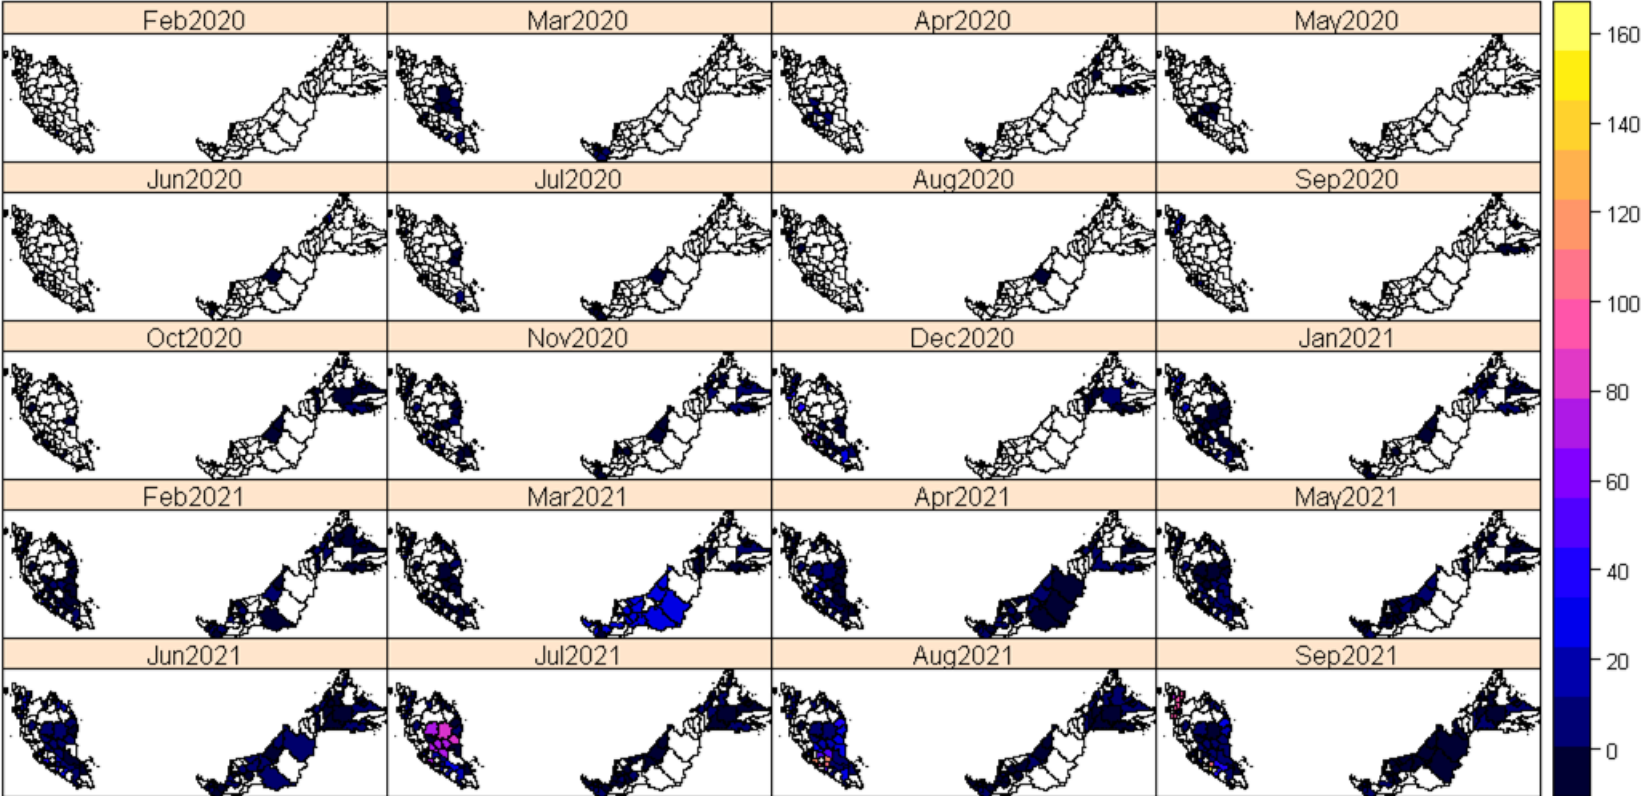 Feb2020 Mar2020 Apr2020 May2020
Jun2020 Jul2020 Aug2020 Sep2020
Oct2020 Nov2020 Dec2020 Jan2021
Feb2021 Mar2021 Apr2021 May2021
Jun2021 Jul2021 Aug2021 Sep2021
160
140
120
100
80
60
40
20
0